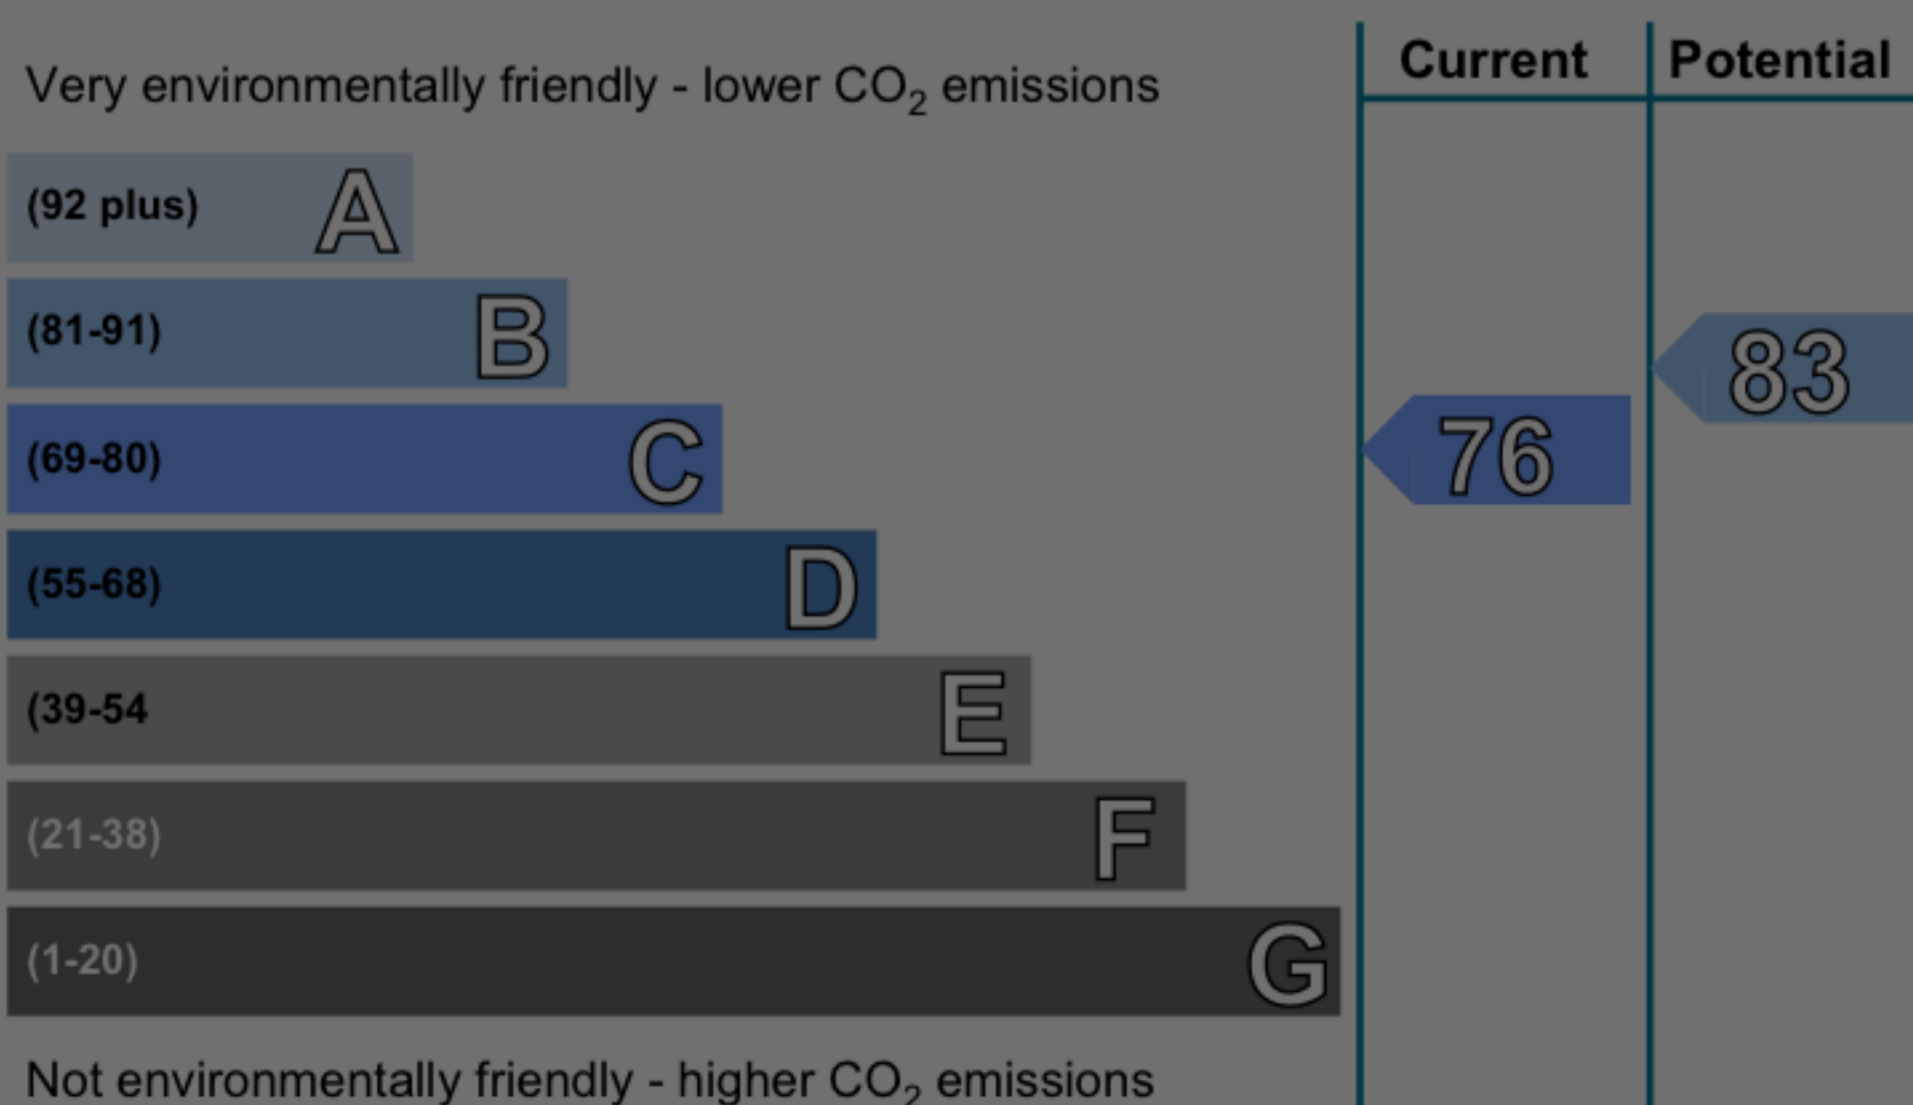 Current Potential
Very environmentally friendly - lower CO₂ emissions
(92 plus) A
(81-91) B
83
(69-80) C
76
(55-68) D
(39-54 E
(21-38) F
(1-20) G
Not environmentally friendly - higher CO₂ emissions